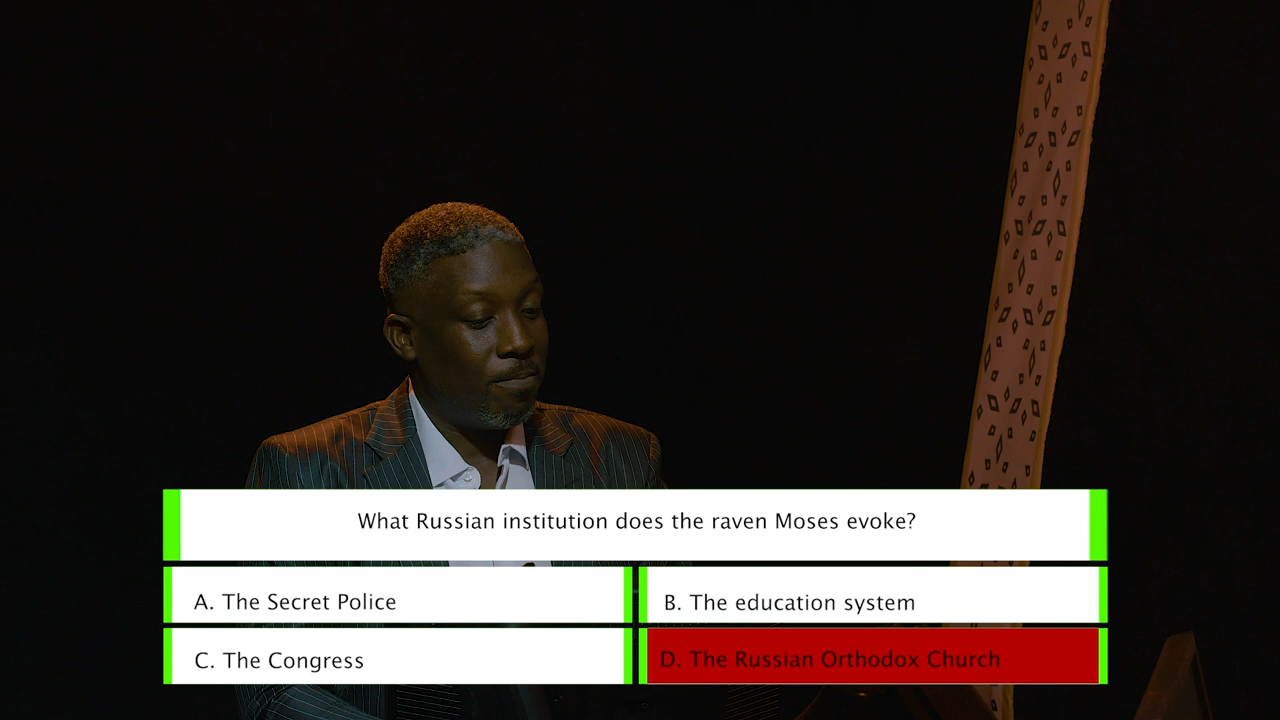 What Russian institution does the raven Moses evoke?
A. The Secret Police
B. The education system
C. The Congress
D. The Russian Orthodox Church